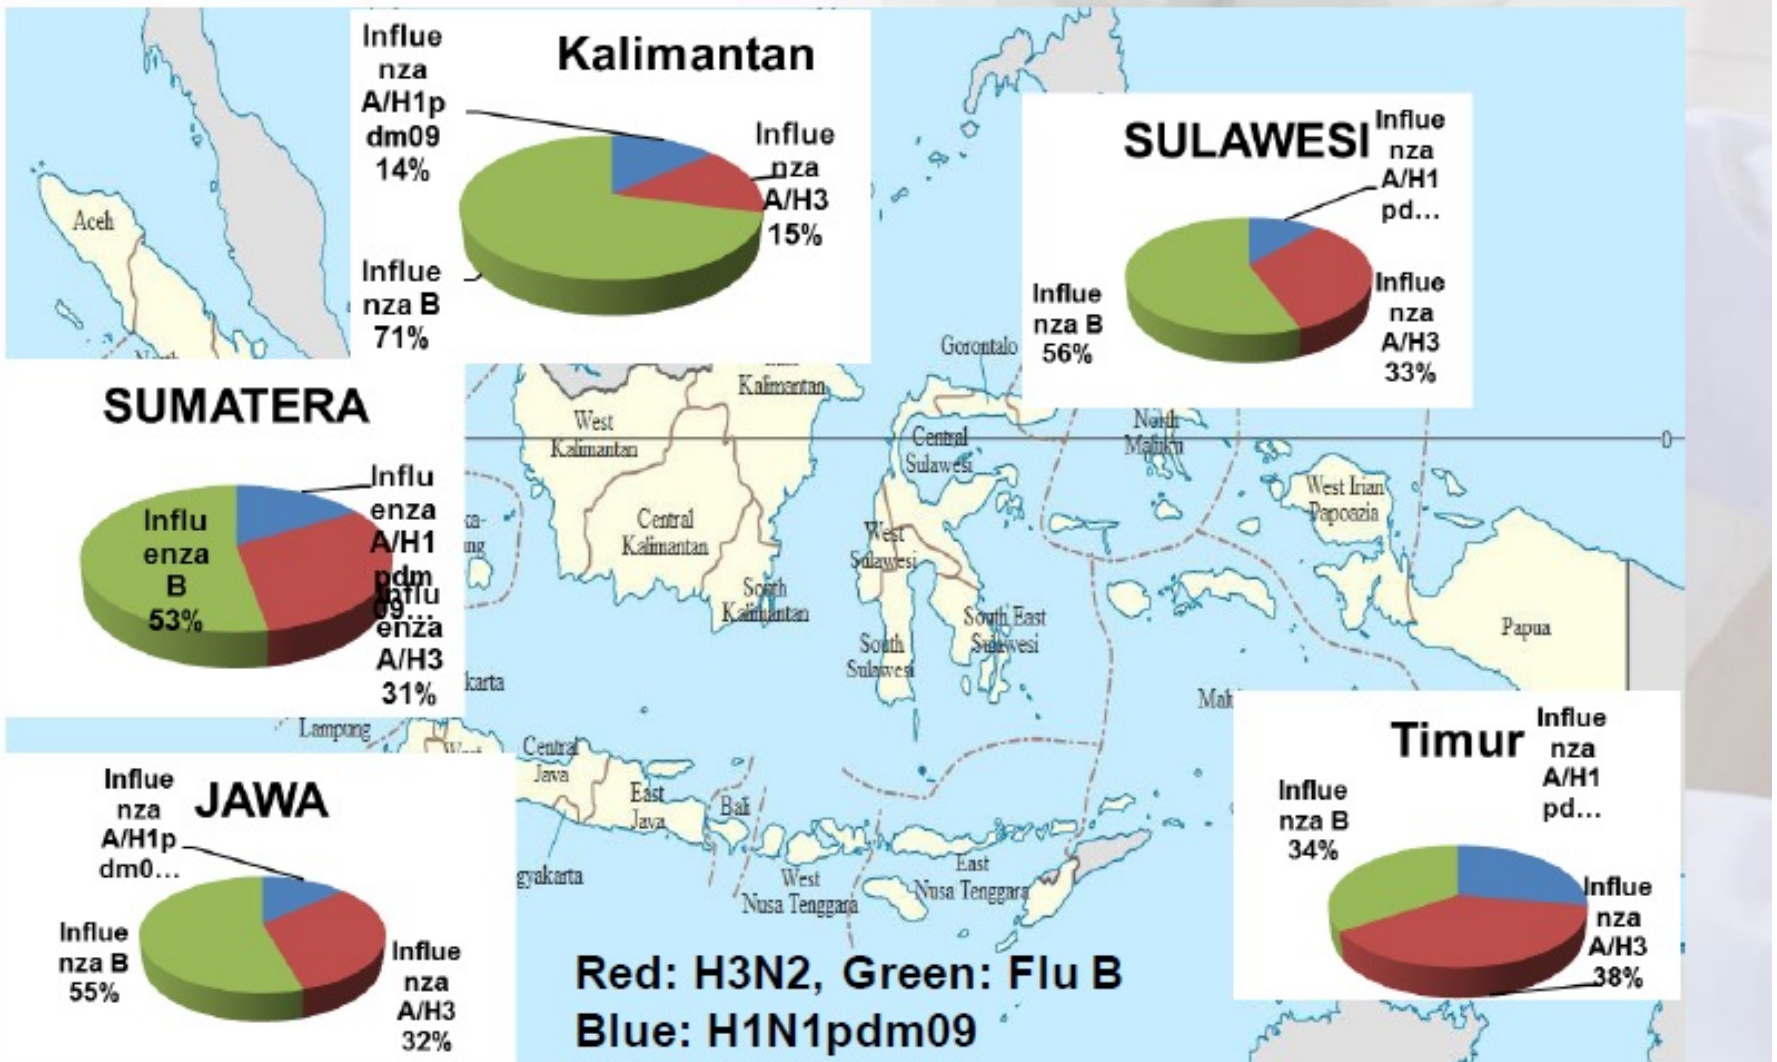 Influe
nza
A/H1p
dm09
14%
Kalimantan
Influe
nza
A/H3
15%
Influe
nza B
71%
SULAWESI
Influe
nza
A/H1
pd...
Influe
nza B
56%
Influe
nza
A/H3
33%
Aceh
SUMATERA
Influ
enza
B
53%
Influ
enza
A/H1
pdm
09...
Influ
enza
A/H3
31%
Kalimantan
West
Kalimantan
Central
Kalimantan
South
Kalimantan
Gorontalo
Central
Sulawesi
West
Sulawesi
South
Sulawesi
South East
Sulawesi
North
Maluku
0
West Irian
Papoazia
Papua
karta
Lampung
JAWA
Influe
nza
A/H1p
dm0...
Influe
nza B
55%
Influe
nza
A/H3
32%
Central
Java
East
Java
gyakarta
Bali
West
Nusa Tenggara
East
Nusa Tenggara
Timur
Influe
nza
A/H1
pd...
Influe
nza B
34%
Influe
nza
A/H3
38%
Red: H3N2, Green: Flu B
Blue: H1N1pdm09